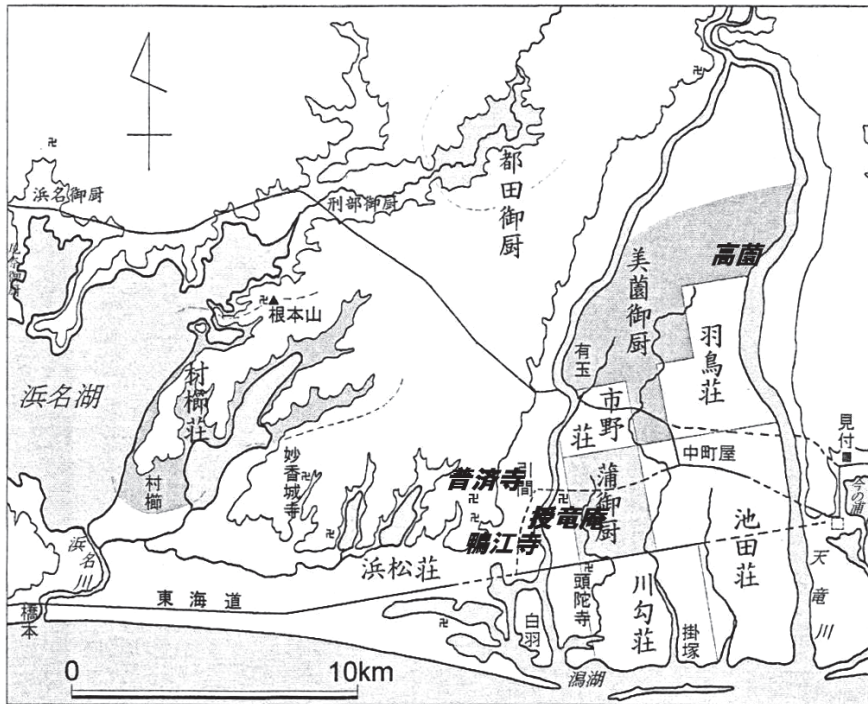 浜名御厨
刑部御厨
都田御厨
高薗
美薗御厨
根本山
有玉
羽鳥荘
村櫛荘
浜名湖
市野荘
見付
中町屋
妙香城寺
普済寺
引間
蒲御厨
今の浦
村櫛
授竜庵
鴨江寺
池田荘
浜名川
浜松荘
頭陀寺
川勾荘
天竜川
東海道
橋本
白羽
掛塚
潟湖
0 10km